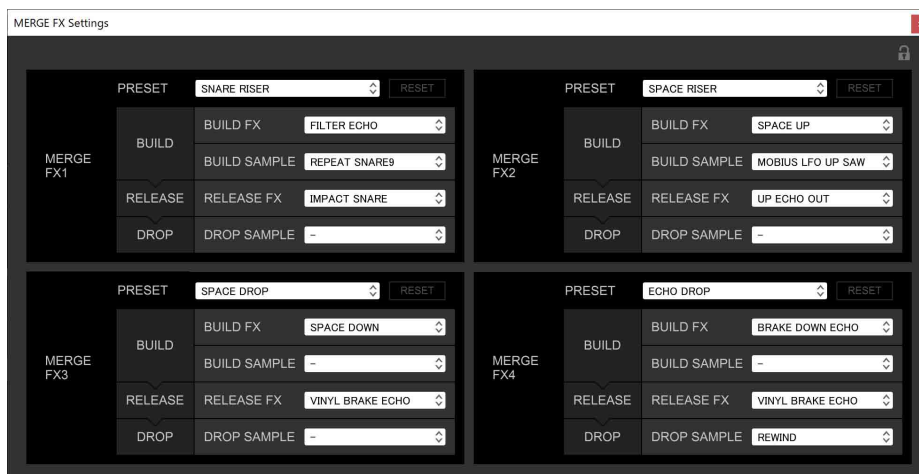 MERGE FX Settings
PRESET SNARE RISER RESET
MERGE FX1
BUILD
BUILD FX FILTER ECHO
BUILD SAMPLE REPEAT SNARE9
RELEASE RELEASE FX IMPACT SNARE
DROP DROP SAMPLE –
PRESET SPACE RISER RESET
MERGE FX2
BUILD
BUILD FX SPACE UP
BUILD SAMPLE MOBIUS LFO UP SAW
RELEASE RELEASE FX UP ECHO OUT
DROP DROP SAMPLE –
PRESET SPACE DROP RESET
MERGE FX3
BUILD
BUILD FX SPACE DOWN
BUILD SAMPLE –
RELEASE RELEASE FX VINYL BRAKE ECHO
DROP DROP SAMPLE –
PRESET ECHO DROP RESET
MERGE FX4
BUILD
BUILD FX BRAKE DOWN ECHO
BUILD SAMPLE –
RELEASE RELEASE FX VINYL BRAKE ECHO
DROP DROP SAMPLE REWIND